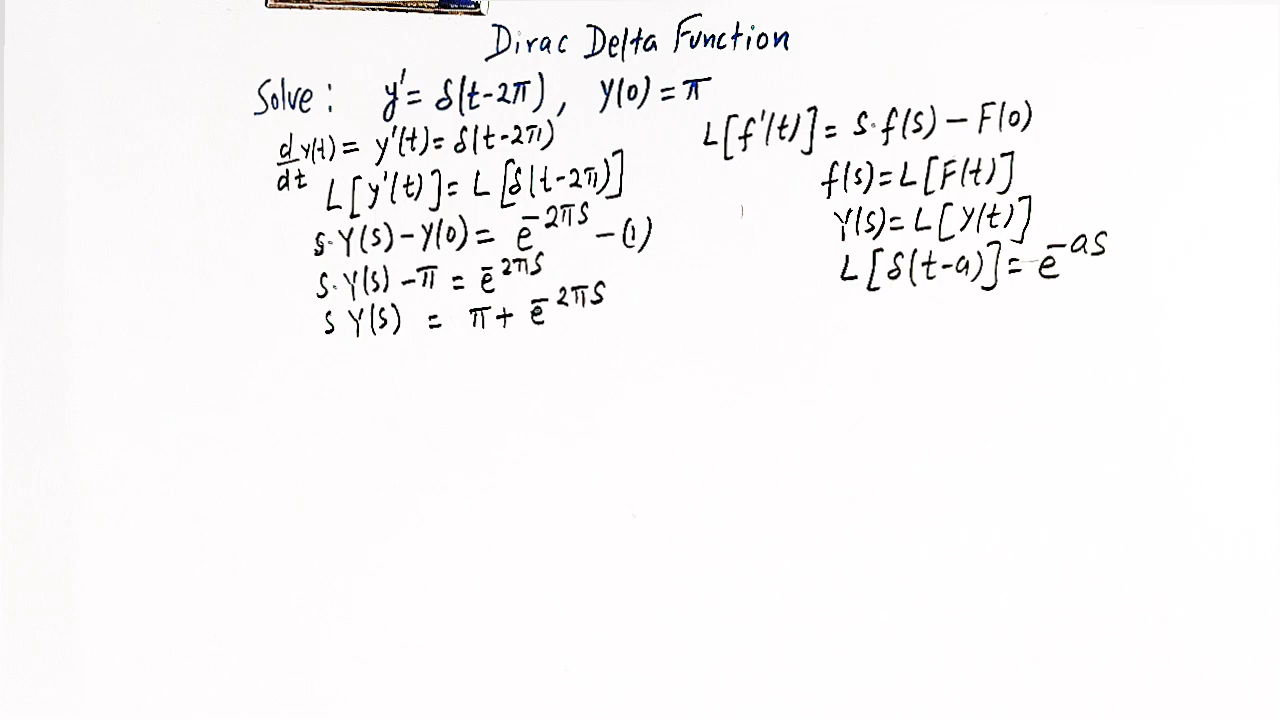 Dirac Delta Function
Solve: y' = δ(t-2π), y(0) = π
d/dt y(t) = y'(t) = δ(t-2π)
L[y'(t)] = L[δ(t-2π)]
s·Y(s) - Y(0) = e^-2πs - (1)
s·Y(s) - π = e^-2πs
s Y(s) = π + e^-2πs
L[f'(t)] = s·f(s) - F(0)
f(s) = L[F(t)]
Y(s) = L[Y(t)]
L[δ(t-a)] = e^-as